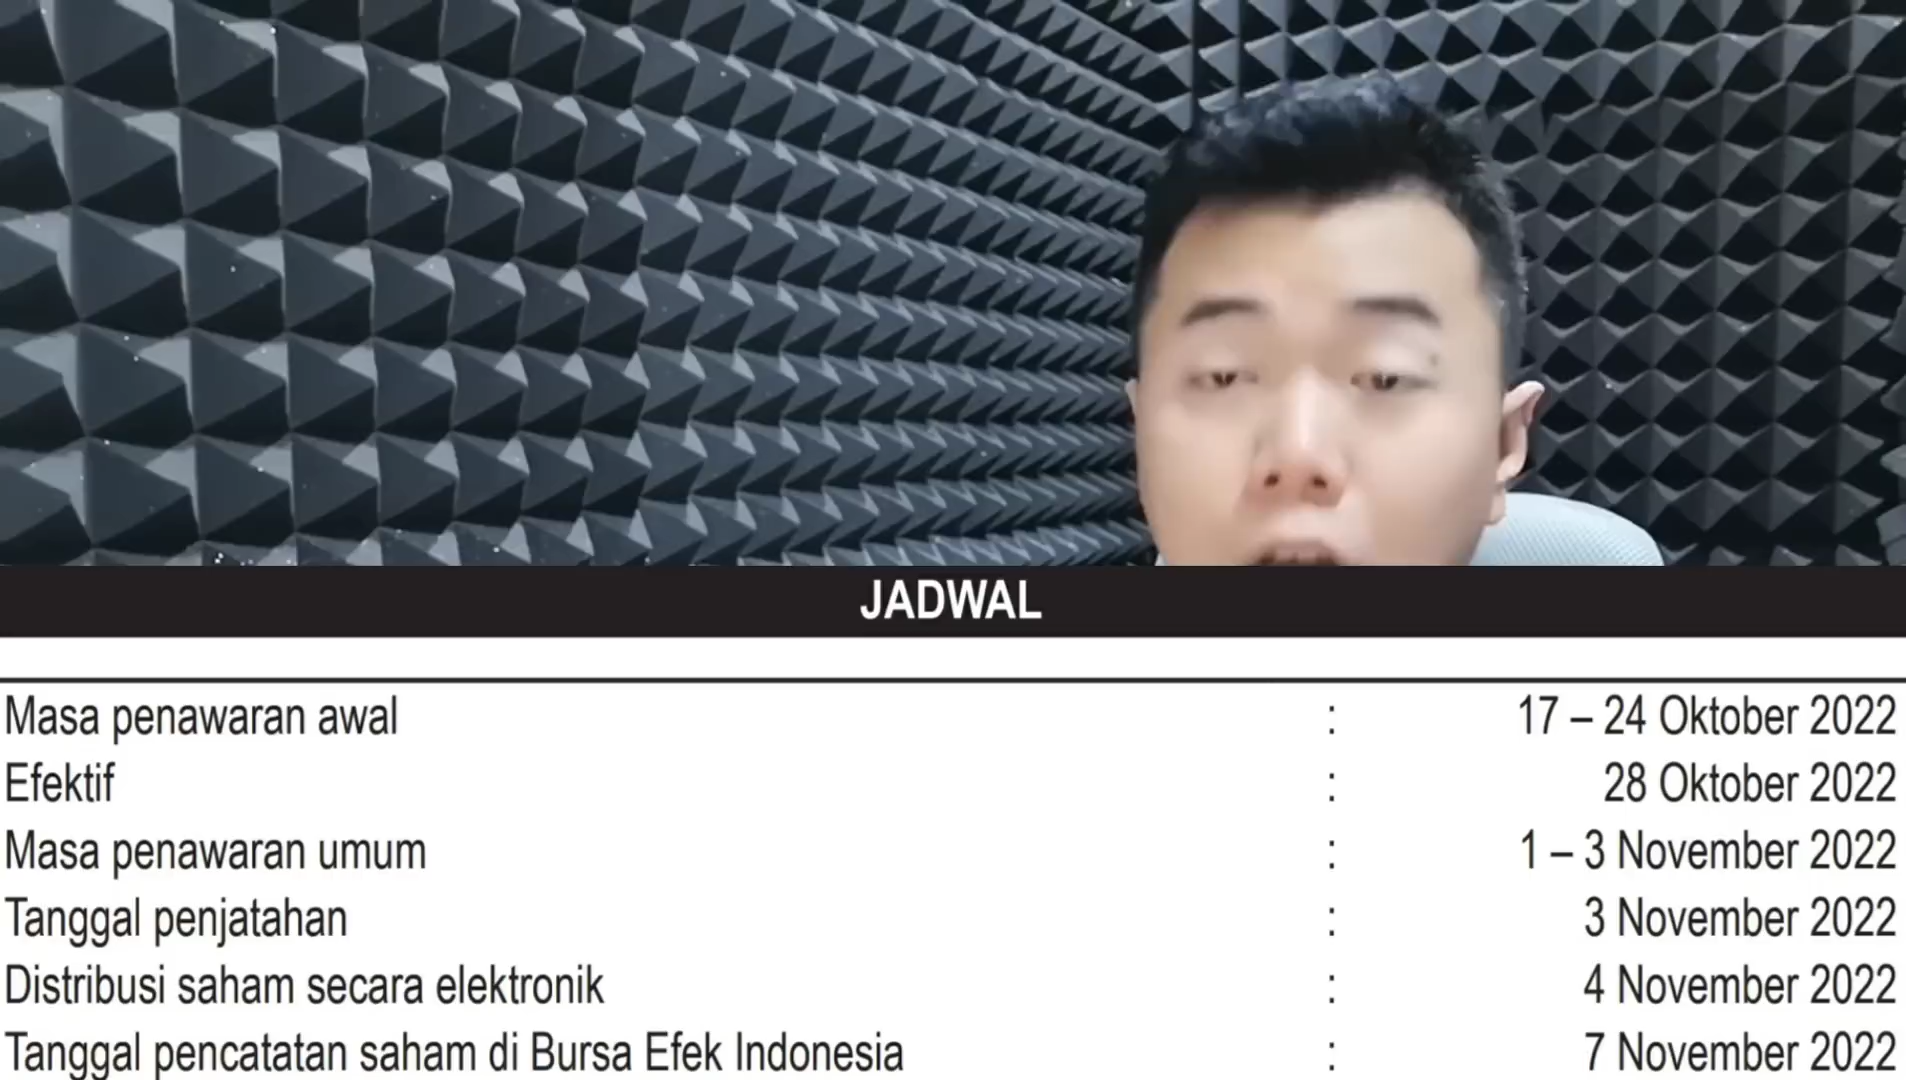 JADWAL
Masa penawaran awal : 17 – 24 Oktober 2022
Efektif : 28 Oktober 2022
Masa penawaran umum : 1 – 3 November 2022
Tanggal penjatahan : 3 November 2022
Distribusi saham secara elektronik : 4 November 2022
Tanggal pencatatan saham di Bursa Efek Indonesia : 7 November 2022